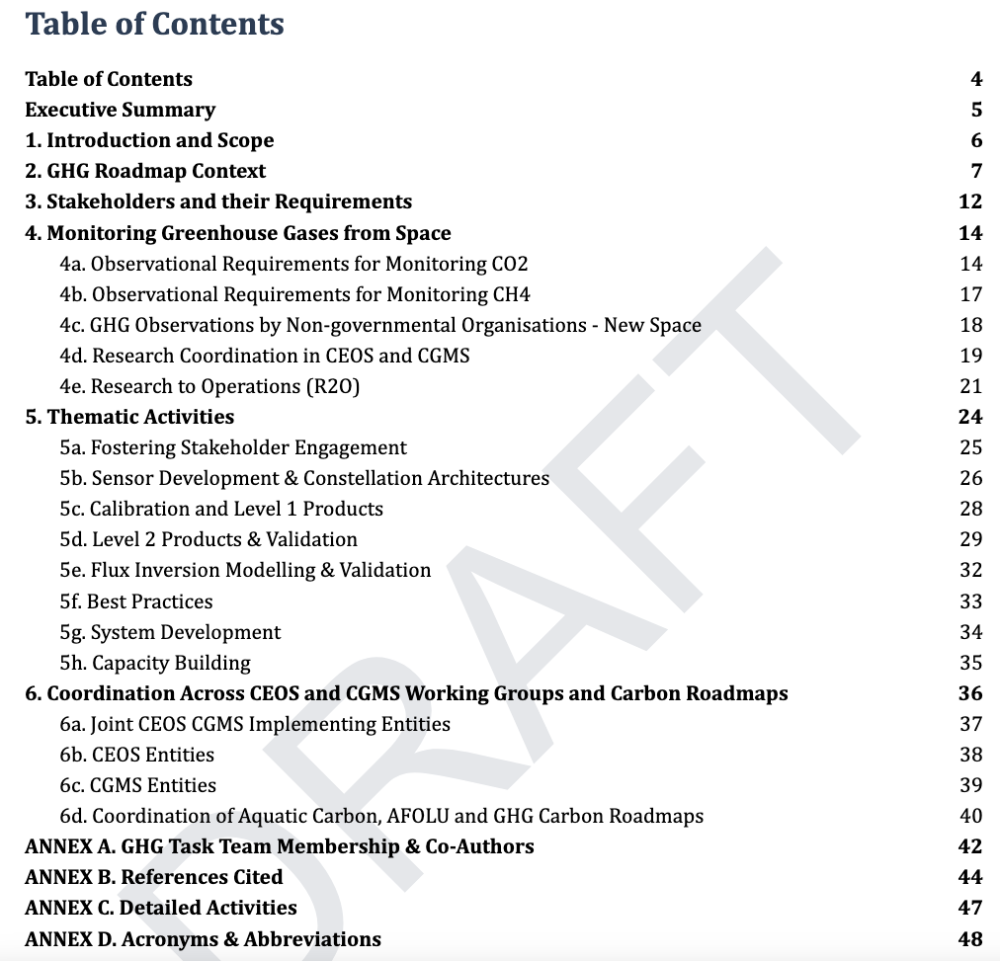 Table of Contents
Table of Contents 4
Executive Summary 5
1. Introduction and Scope 6
2. GHG Roadmap Context 7
3. Stakeholders and their Requirements 12
4. Monitoring Greenhouse Gases from Space 14
4a. Observational Requirements for Monitoring CO2 14
4b. Observational Requirements for Monitoring CH4 17
4c. GHG Observations by Non-governmental Organisations - New Space 18
4d. Research Coordination in CEOS and CGMS 19
4e. Research to Operations (R2O) 21
5. Thematic Activities 24
5a. Fostering Stakeholder Engagement 25
5b. Sensor Development & Constellation Architectures 26
5c. Calibration and Level 1 Products 28
5d. Level 2 Products & Validation 29
5e. Flux Inversion Modelling & Validation 32
5f. Best Practices 33
5g. System Development 34
5h. Capacity Building 35
6. Coordination Across CEOS and CGMS Working Groups and Carbon Roadmaps 36
6a. Joint CEOS CGMS Implementing Entities 37
6b. CEOS Entities 38
6c. CGMS Entities 39
6d. Coordination of Aquatic Carbon, AFOLU and GHG Carbon Roadmaps 40
ANNEX A. GHG Task Team Membership & Co-Authors 42
ANNEX B. References Cited 44
ANNEX C. Detailed Activities 47
ANNEX D. Acronyms & Abbreviations 48
DRAFT